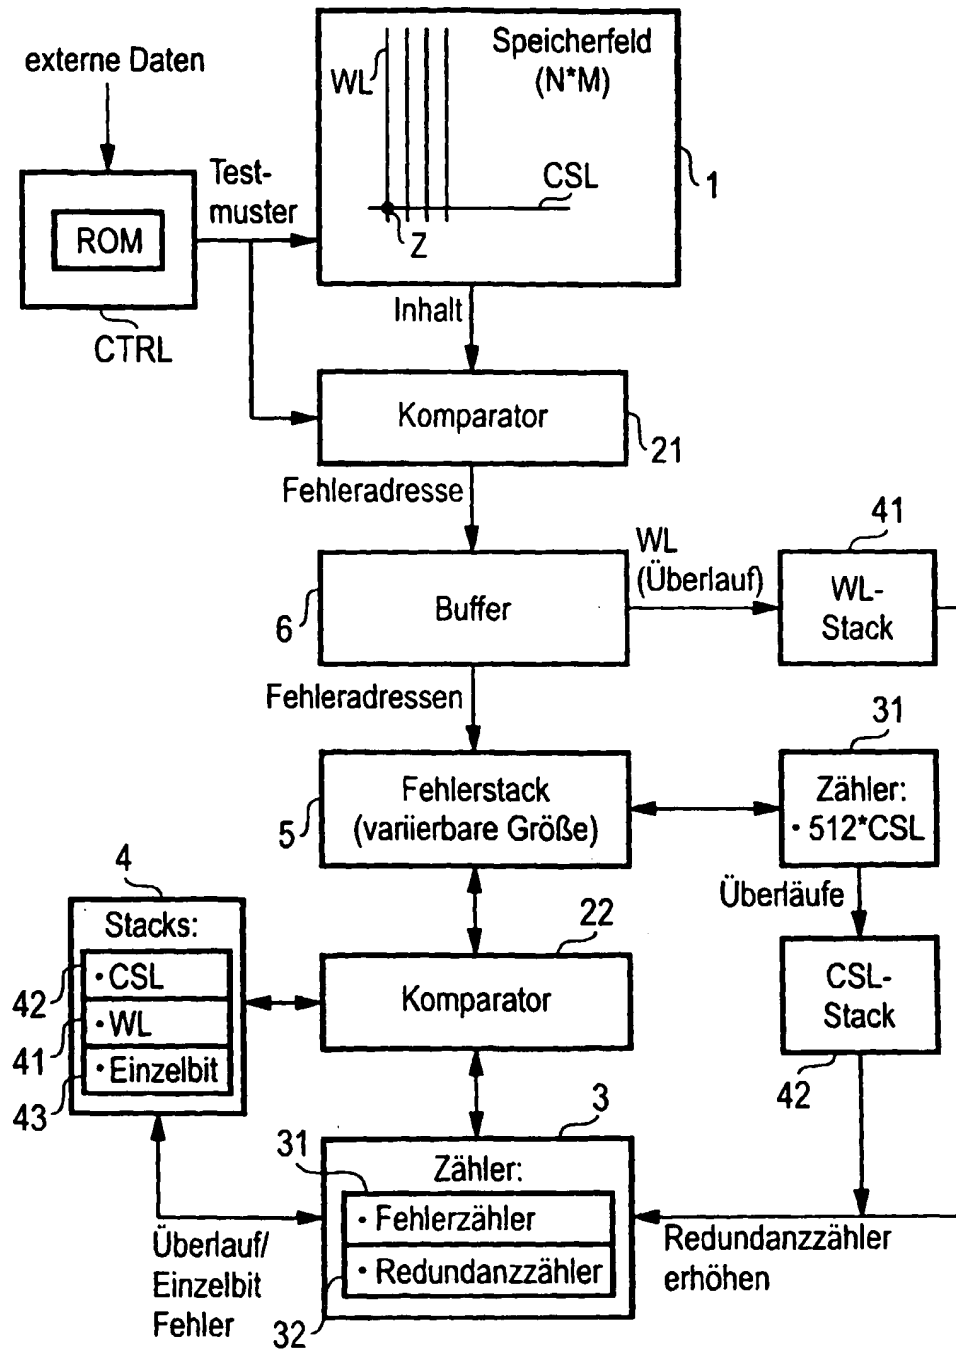 externe Daten
Speicherfeld
(N*M)
WL
CSL
Z
1
Test-
muster
ROM
CTRL
Inhalt
Komparator
21
Fehleradresse
WL
(Überlauf)
41
WL-
Stack
Buffer
6
Fehleradressen
31
Fehlerstack
(variierbare Größe)
5
Zähler:
• 512*CSL
4
Überläufe
Stacks:
22
• CSL
42
• WL
41
• Einzelbit
43
Komparator
CSL-
Stack
42
3
31
Zähler:
• Fehlerzähler
• Redundanzzähler
32
Überlauf/
Einzelbit
Fehler
Redundanzzähler
erhöhen